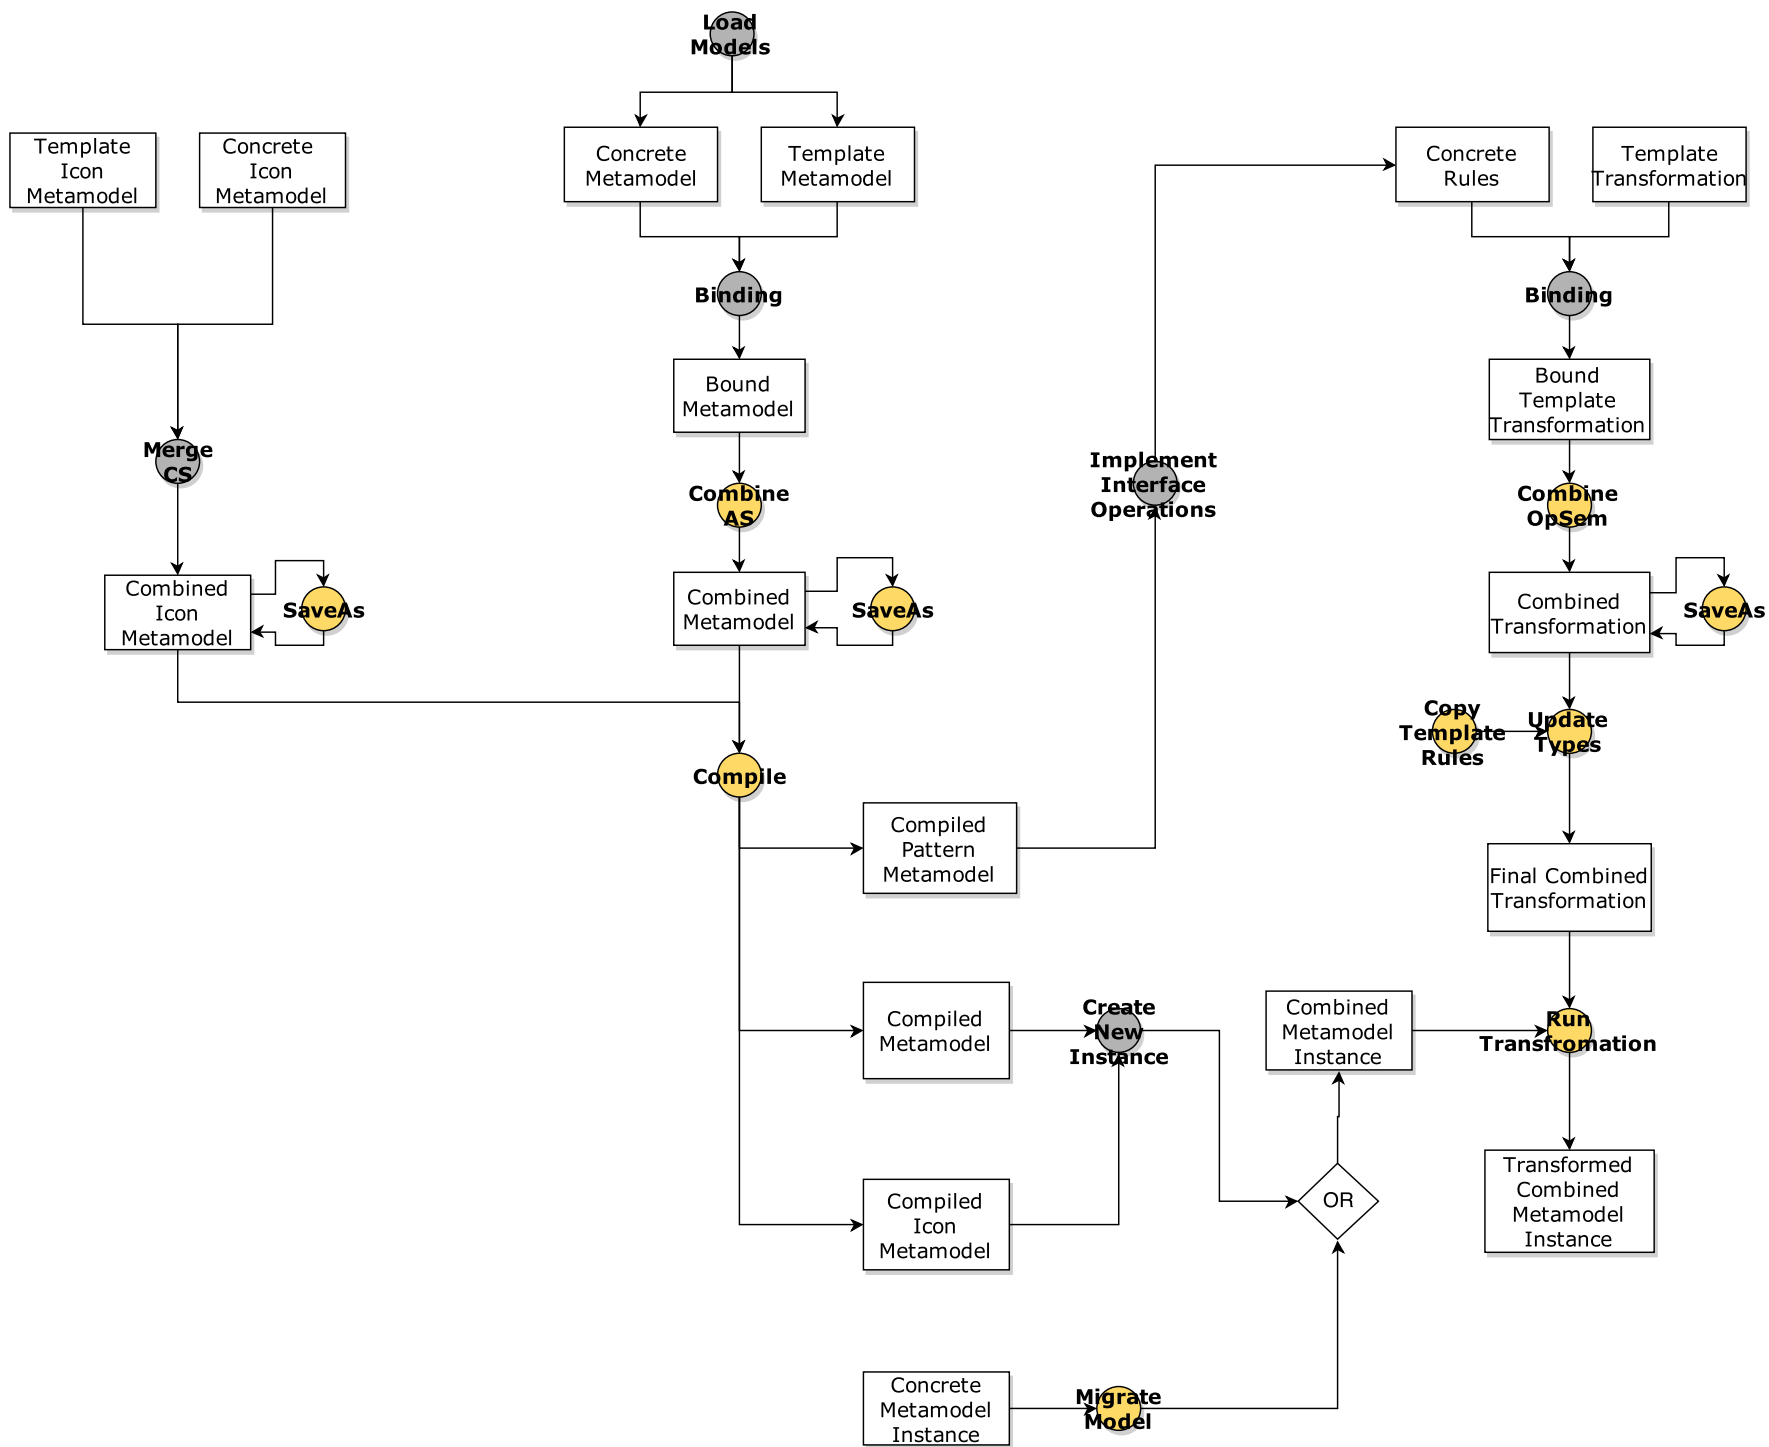 Load
Models
Template
Icon
Metamodel
Concrete
Icon
Metamodel
Concrete
Metamodel
Template
Metamodel
Concrete
Rules
Template
Transformation
Binding
Binding
Bound
Metamodel
Bound
Template
Transformation
Merge
CS
Combine
AS
Implement
Interface
Operations
Combine
OpSem
Combined
Icon
Metamodel
SaveAs
Combined
Metamodel
SaveAs
Combined
Transformation
SaveAs
Copy
Template
Rules
Update
Types
Compile
Compiled
Pattern
Metamodel
Final Combined
Transformation
Compiled
Metamodel
Create
New
Instance
Combined
Metamodel
Instance
Run
Transfromation
Compiled
Icon
Metamodel
OR
Transformed
Combined
Metamodel
Instance
Concrete
Metamodel
Instance
Migrate
Model